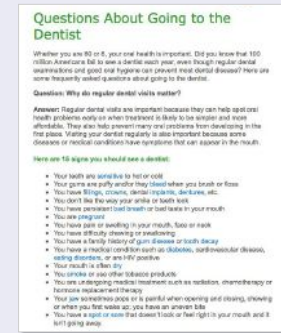 Questions About Going to the
Dentist
Whether you are 80 or 8, your oral health is important. Did you know that 100
million Americans fail to see a dentist each year, even though regular dental
examinations and good oral hygiene can prevent most dental disease? Here are
some frequently asked questions about going to the dentist.
Question: Why do regular dental visits matter?
Answer: Regular dental visits are important because they can help spot oral
health problems early on when treatment is likely to be simpler and more
affordable. They also help prevent many oral problems from developing in the
first place. Visiting your dentist regularly is also important because some
diseases or medical conditions have symptoms that can appear in the mouth.
Here are 15 signs you should see a dentist:
Your teeth are sensitive to hot or cold
Your gums are puffy and/or they bleed when you brush or floss
You have fillings, crowns, dental implants, dentures, etc.
You don't like the way your smile or teeth look
You have persistent bad breath or bad taste in your mouth
You are pregnant
You have pain or swelling in your mouth, face or neck
You have difficulty chewing or swallowing
You have a family history of gum disease or tooth decay
You have a medical condition such as diabetes, cardiovascular disease,
eating disorders, or are HIV positive
Your mouth is often dry
You smoke or use other tobacco products
You are undergoing medical treatment such as radiation, chemotherapy or
hormone replacement therapy
Your jaw sometimes pops or is painful when opening and closing, chewing
or when you first wake up; you have an uneven bite
You have a spot or sore that doesn't look or feel right in your mouth and it
isn't going away.